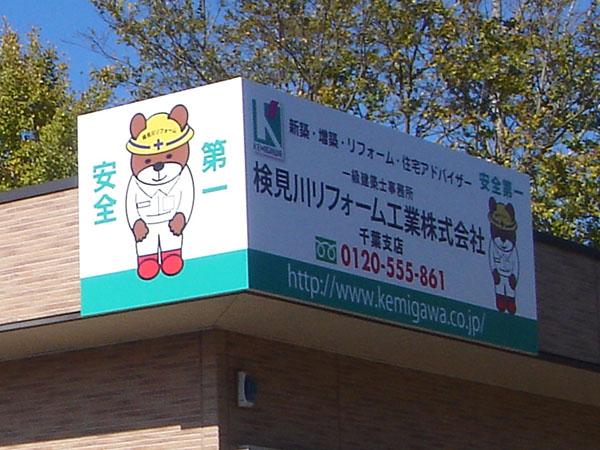 安全
第一
検見川リフォーム
KEMIGAWA
新築・増築・リフォーム・住宅アドバイザー
安全第一
一級建築士事務所
検見川リフォーム工業株式会社
千葉支店
0120-555-861
http://www.kemigawa.co.jp/